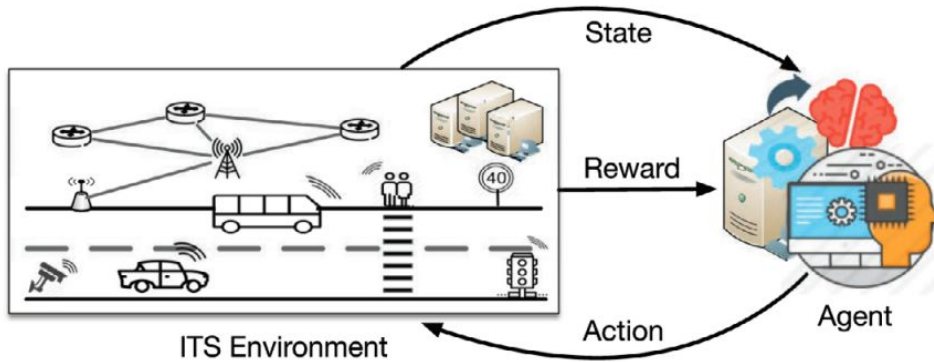 State
40
Reward
Action
Agent
ITS Environment